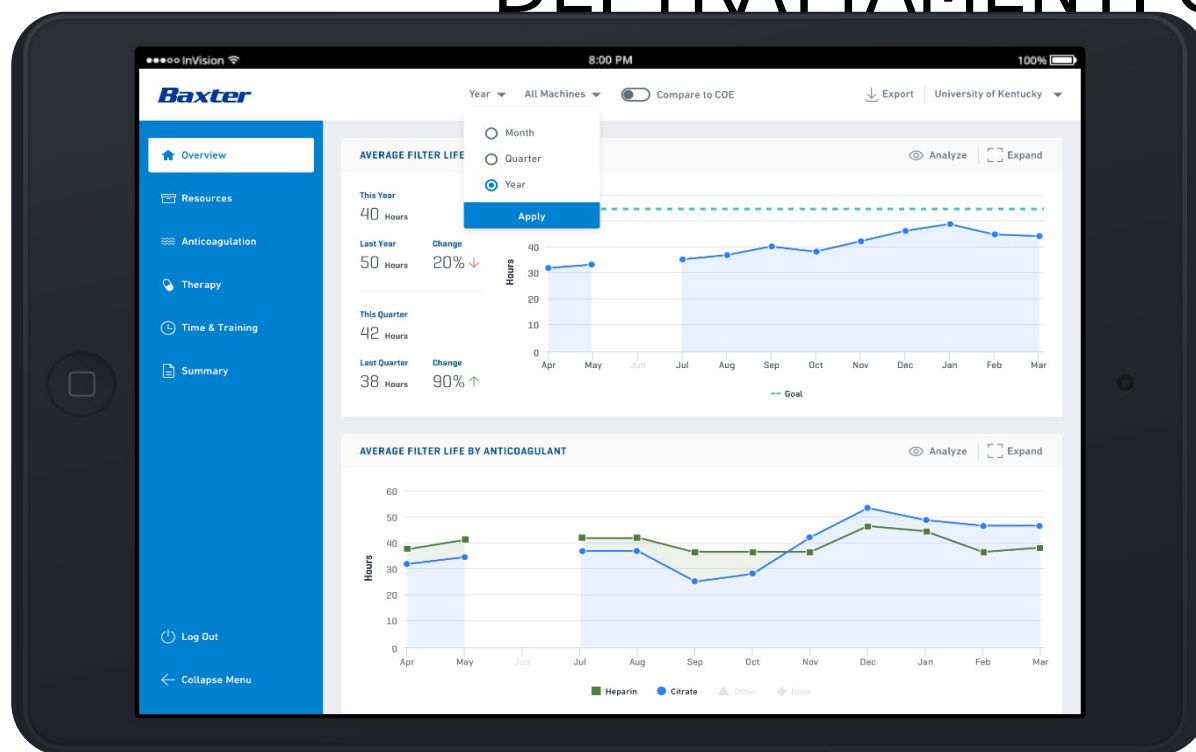 DEI TRATTAMENTI
InVision 8:00 PM 100%
Baxter Year All Machines Compare to COE Export University of Kentucky
Month
Quarter
Year
Apply
Overview
Resources
Anticoagulation
Therapy
Time & Training
Summary
Log Out
Collapse Menu
AVERAGE FILTER LIFE Analyze Expand
This Year
40 Hours
Last Year Change
50 Hours 20%
This Quarter
42 Hours
Last Quarter Change
38 Hours 90%
Hours
40
30
20
10
0
Apr May Jun Jul Aug Sep Oct Nov Dec Jan Feb Mar
Goal
AVERAGE FILTER LIFE BY ANTICOAGULANT Analyze Expand
Hours
60
50
40
30
20
10
0
Apr May Jun Jul Aug Sep Oct Nov Dec Jan Feb Mar
Heparin Citrate Other None